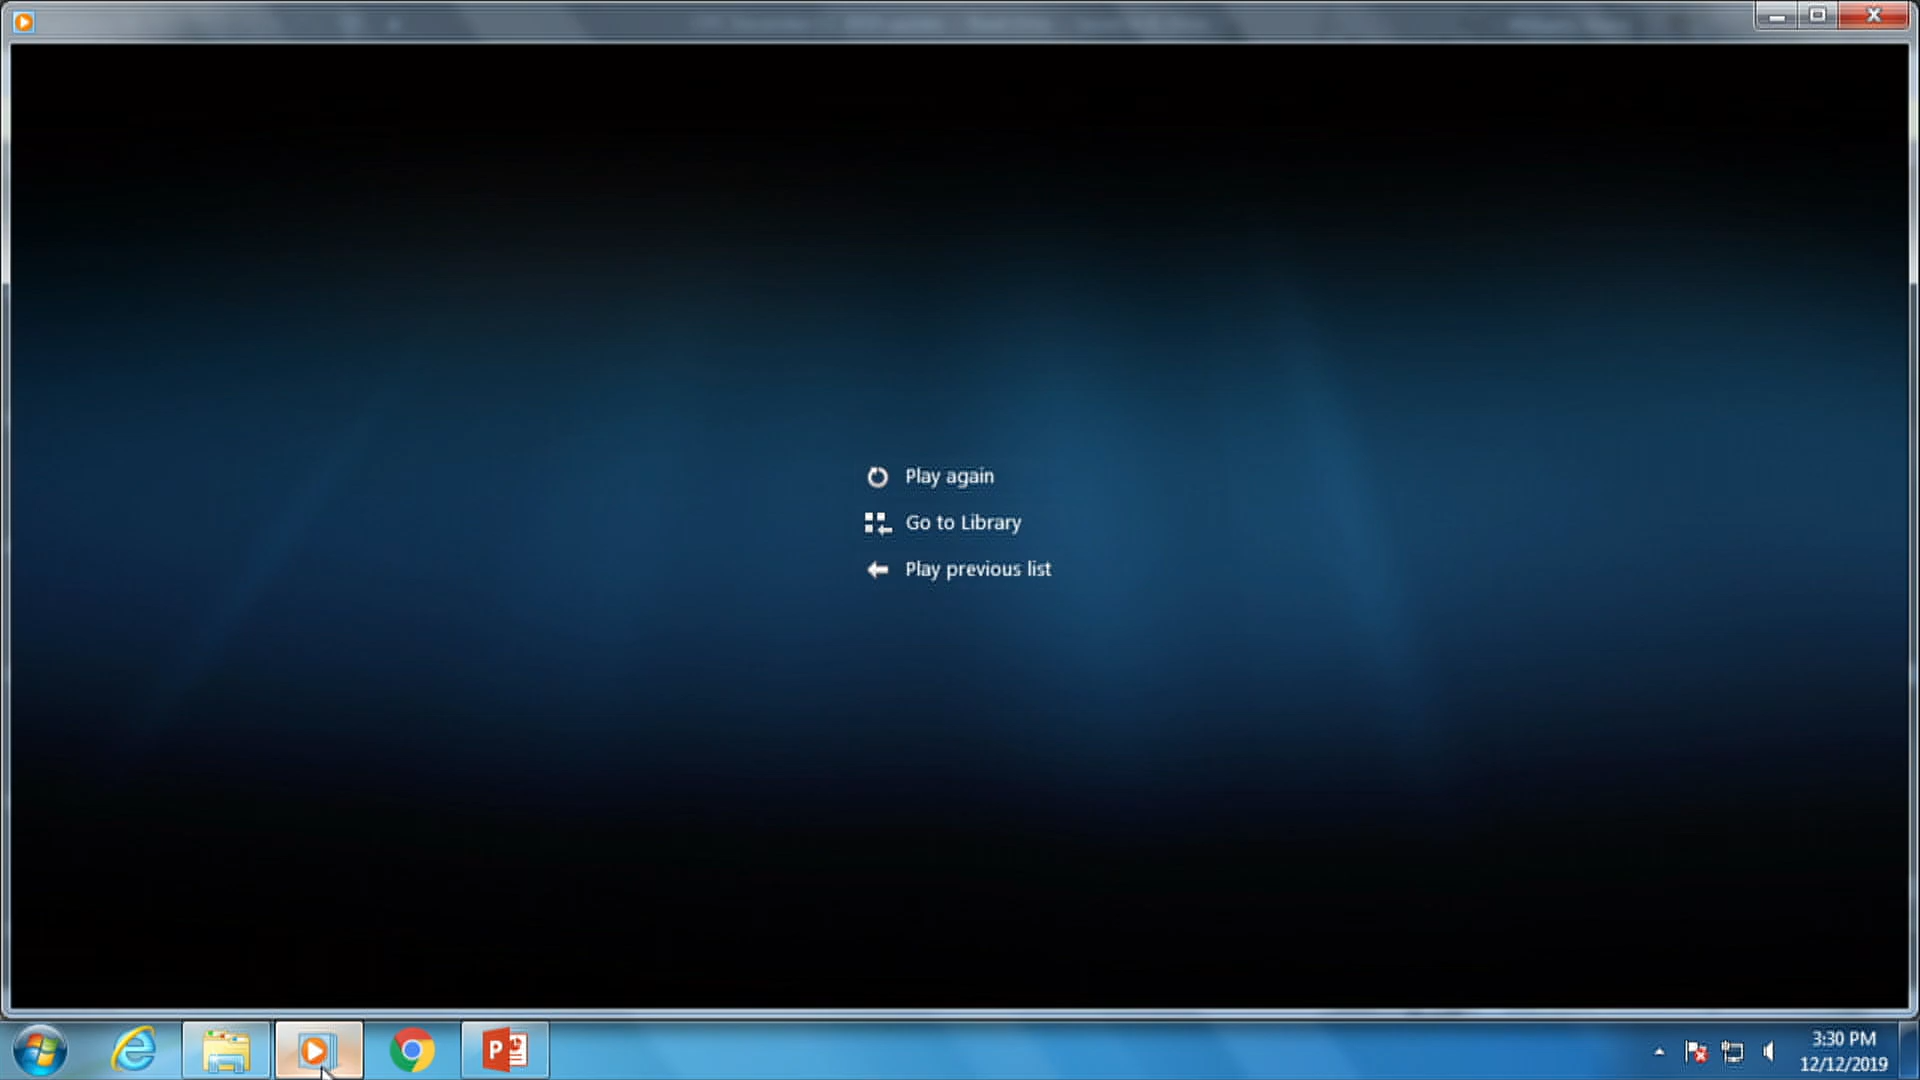 Play again
Go to Library
Play previous list
P
3:30 PM
12/12/2019